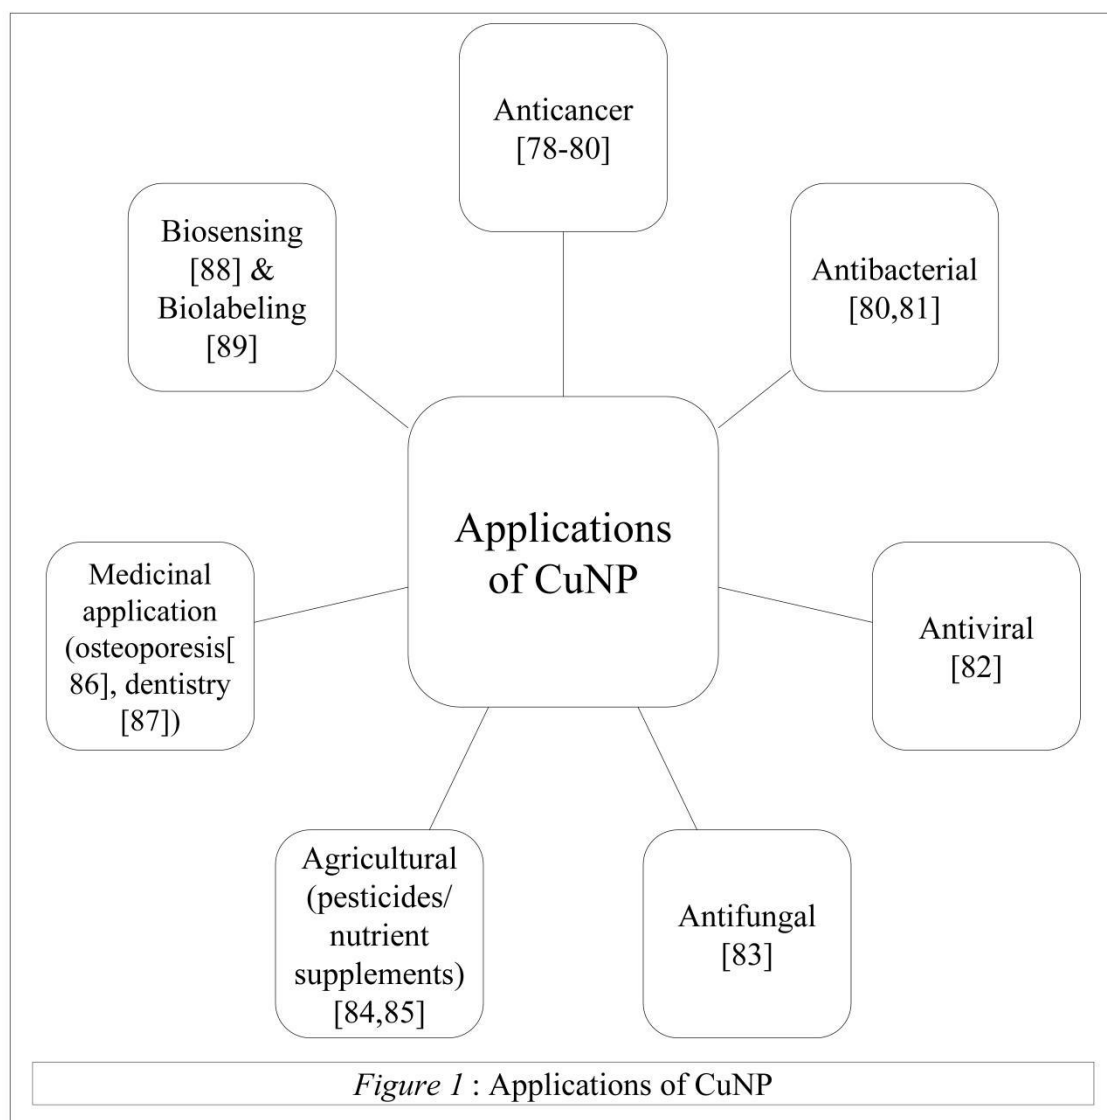 Anticancer
[78-80]
Antibacterial
[80,81]
Antiviral
[82]
Antifungal
[83]
Agricultural
(pesticides/
nutrient
supplements)
[84,85]
Medicinal
application
(osteoporesis[
86], dentistry
[87])
Biosensing
[88] &
Biolabeling
[89]
Applications
of CuNP
Figure 1 : Applications of CuNP